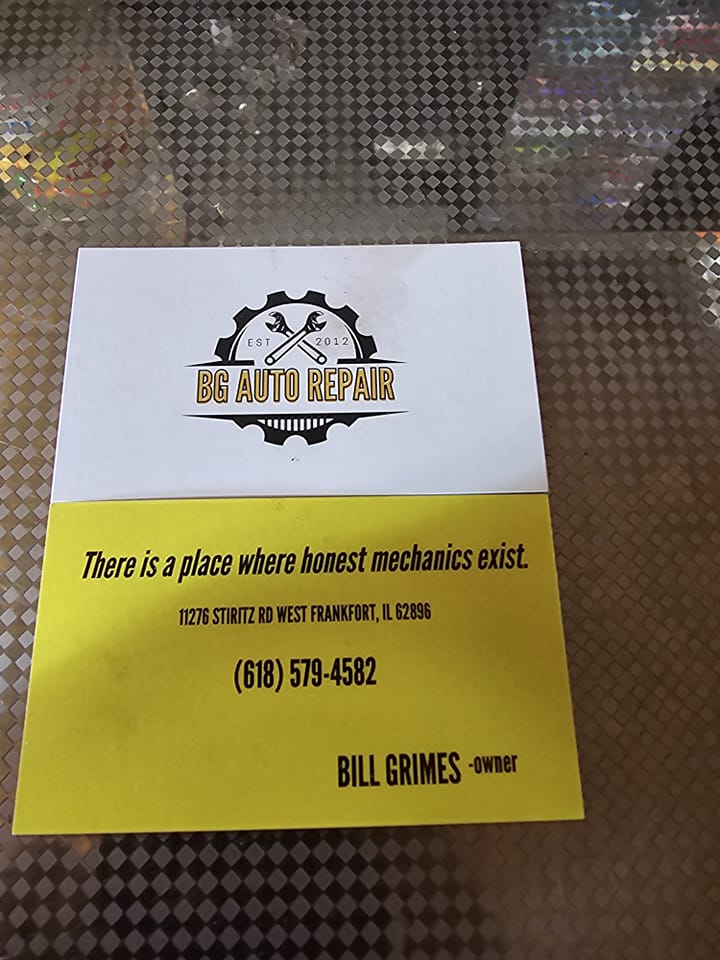 EST 2012
BG AUTO REPAIR
There is a place where honest mechanics exist.
11276 STIRITZ RD WEST FRANKFORT, IL 62896
(618) 579-4582
BILL GRIMES -owner